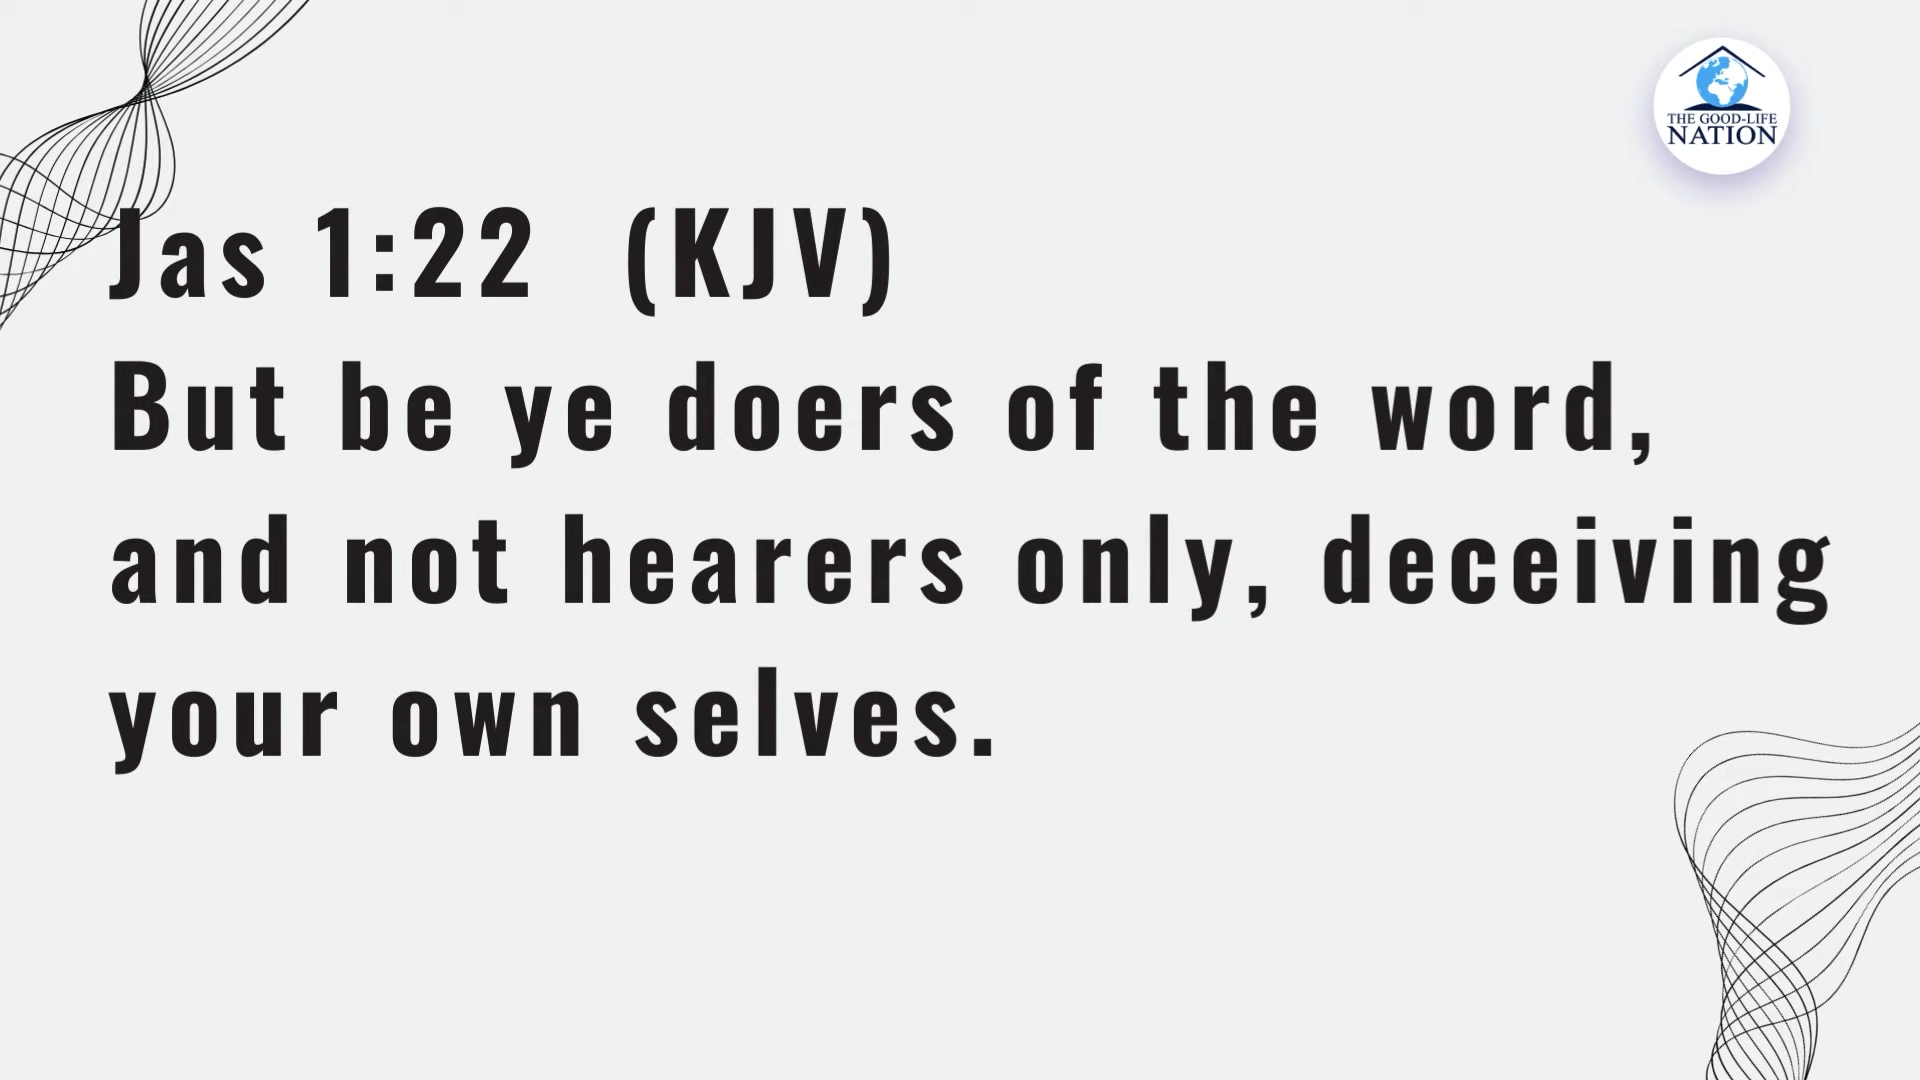 THE GOOD-LIFE
NATION
Jas 1:22 (KJV)
But be ye doers of the word,
and not hearers only, deceiving
your own selves.